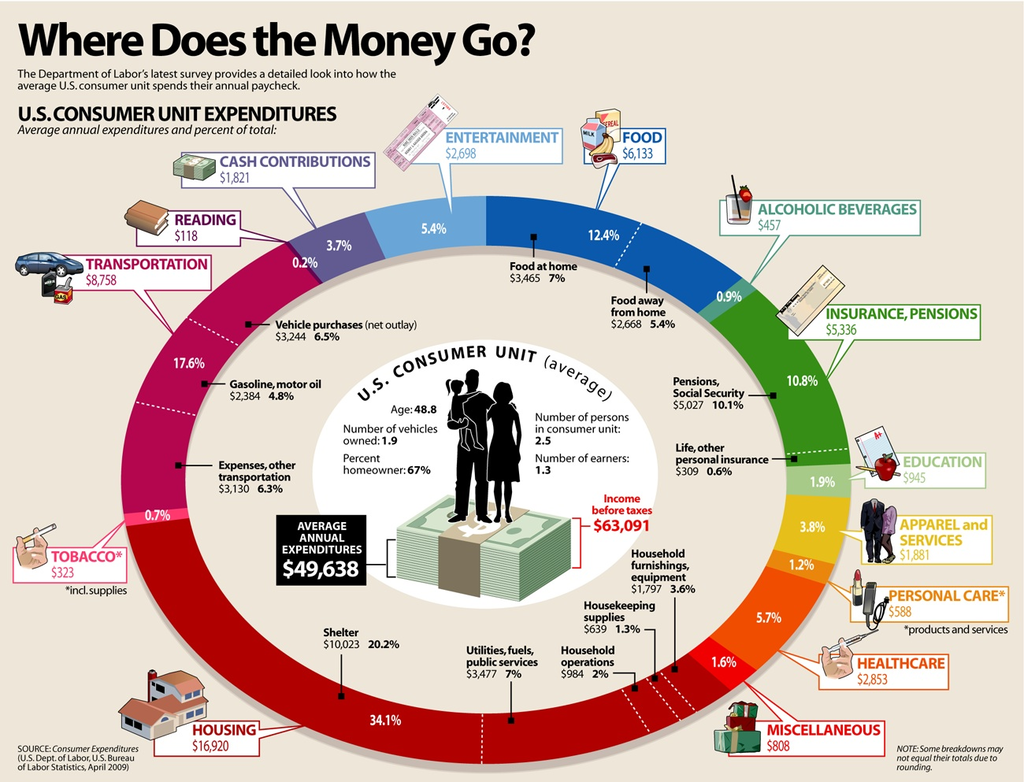 Where Does the Money Go?
The Department of Labor's latest survey provides a detailed look into how the
average U.S. consumer unit spends their annual paycheck.
U.S. CONSUMER UNIT EXPENDITURES
Average annual expenditures and percent of total:
ENTERTAINMENT
$2,698
FOOD
$6,133
MILK
CEREAL
CASH CONTRIBUTIONS
$1,821
READING
$118
TRANSPORTATION
$8,758
GAS
ALCOHOLIC BEVERAGES
$457
INSURANCE, PENSIONS
$5,336
5.4%
12.4%
3.7%
0.2%
0.9%
17.6%
10.8%
Food at home
$3,465 7%
Food away
from home
$2,668 5.4%
Vehicle purchases (net outlay)
$3,244 6.5%
Gasoline, motor oil
$2,384 4.8%
Expenses, other
transportation
$3,130 6.3%
Pensions,
Social Security
$5,027 10.1%
Life, other
personal insurance
$309 0.6%
U.S. CONSUMER UNIT (average)
Age: 48.8
Number of vehicles
owned: 1.9
Percent
homeowner: 67%
Number of persons
in consumer unit:
2.5
Number of earners:
1.3
AVERAGE
ANNUAL
EXPENDITURES
$49,638
Income
before taxes
$63,091
A+
EDUCATION
$945
1.9%
3.8%
APPAREL and
SERVICES
$1,881
1.2%
PERSONAL CARE*
$588
*products and services
5.7%
HEALTHCARE
$2,853
1.6%
MISCELLANEOUS
$808
0.7%
TOBACCO*
$323
*incl. supplies
Household
furnishings,
equipment
$1,797 3.6%
Housekeeping
supplies
$639 1.3%
Household
operations
$984 2%
Utilities, fuels,
public services
$3,477 7%
Shelter
$10,023 20.2%
34.1%
HOUSING
$16,920
SOURCE: Consumer Expenditures
(U.S. Dept. of Labor, U.S. Bureau
of Labor Statistics, April 2009)
NOTE: Some breakdowns may
not equal their totals due to
rounding.